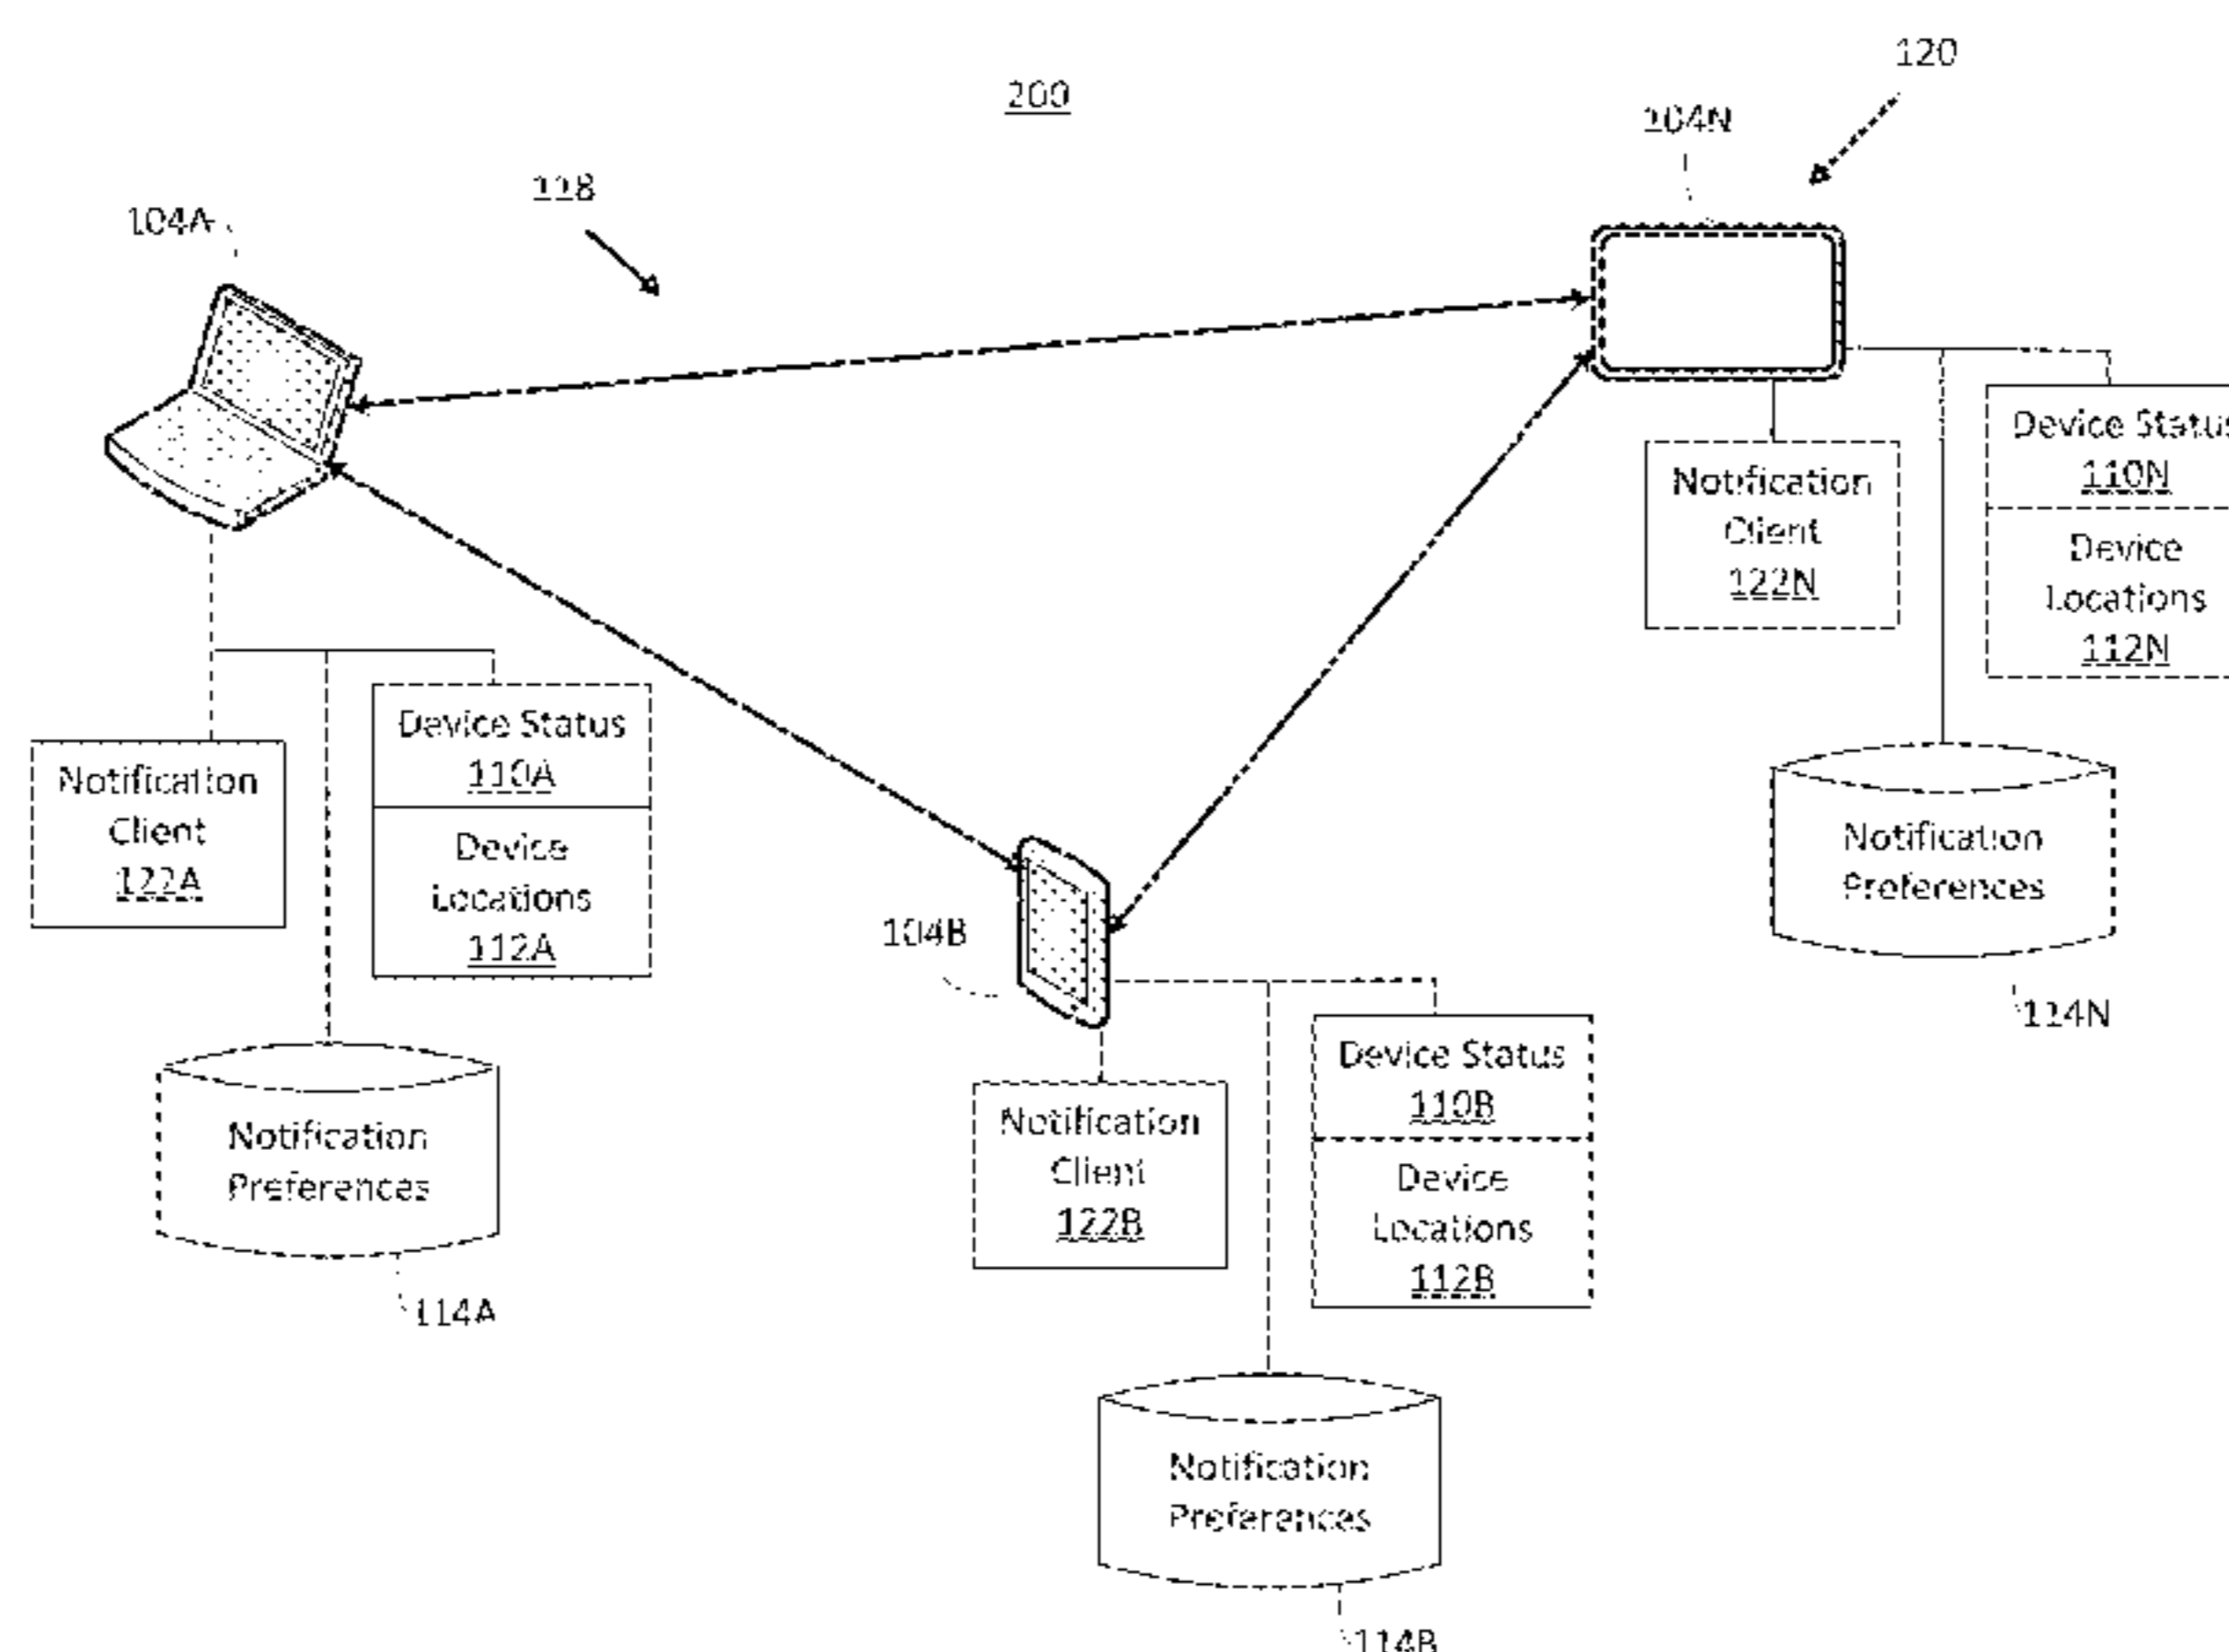 200
120
104N
118
104A
Device Status
110N
Device
Locations
112N
Notification
Client
122N
Device Status
110A
Device
Locations
112A
Notification
Client
122A
Notification
Preferences
114N
104B
Device Status
110B
Device
Locations
112B
Notification
Client
122B
Notification
Preferences
114A
Notification
Preferences
114B